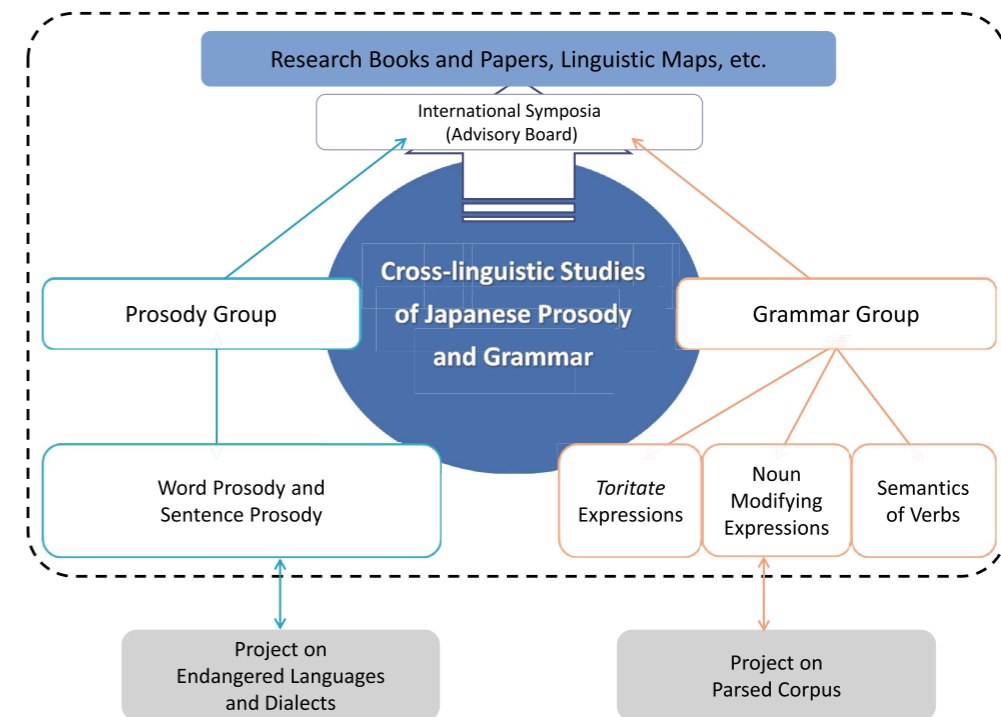 Research Books and Papers, Linguistic Maps, etc.
International Symposia
(Advisory Board)
Cross-linguistic Studies
of Japanese Prosody
and Grammar
Prosody Group
Grammar Group
Word Prosody and
Sentence Prosody
Toritate
Expressions
Noun
Modifying
Expressions
Semantics
of Verbs
Project on
Endangered Languages
and Dialects
Project on
Parsed Corpus